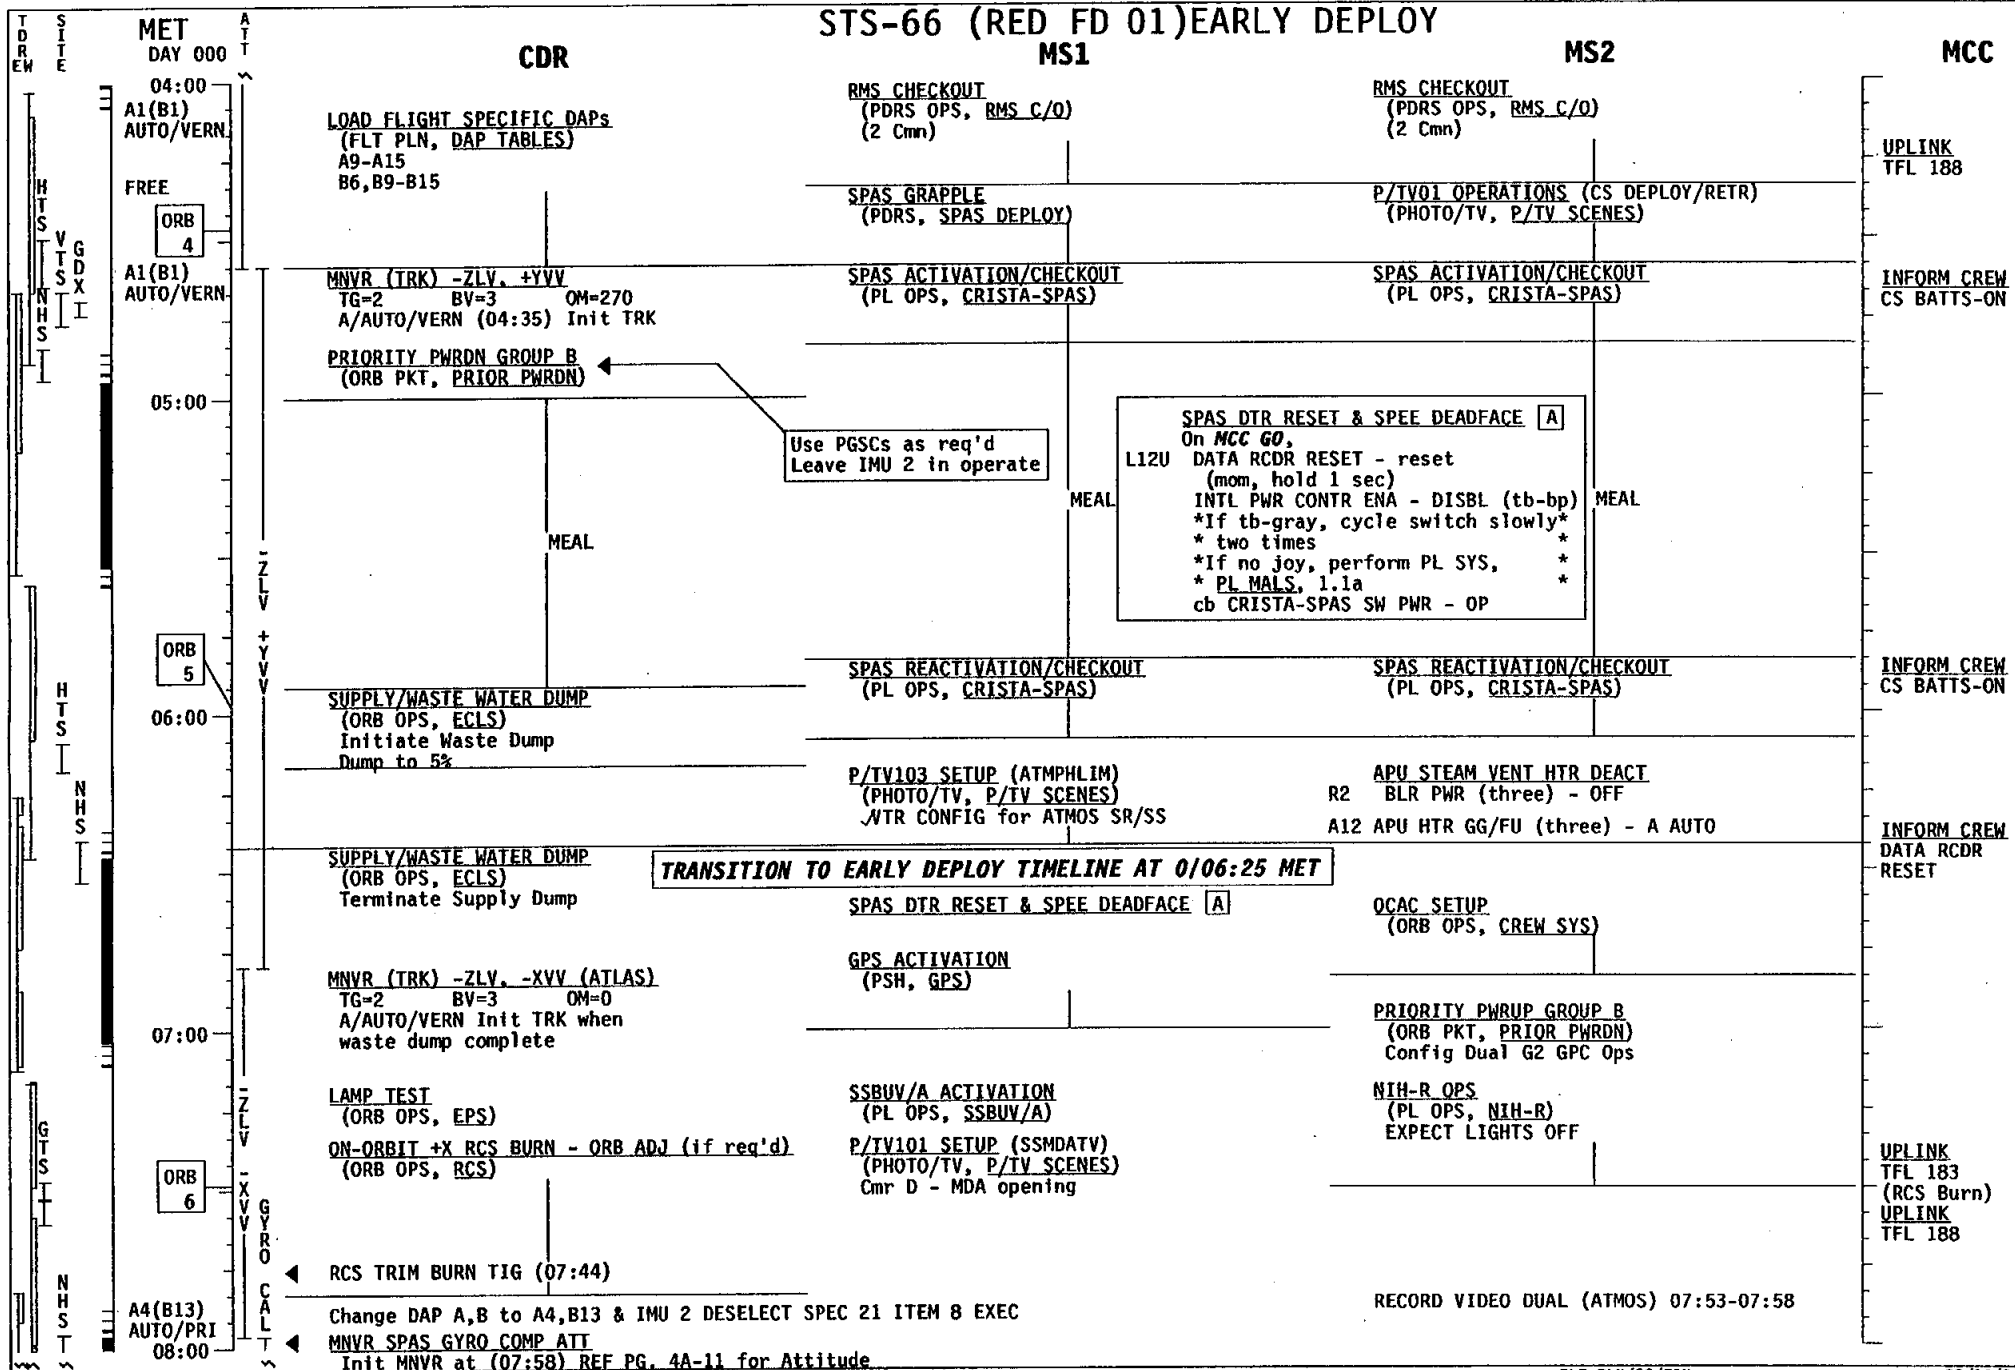 STS-66 (RED FD 01)EARLY DEPLOY
TDRE W
SITE
MET
DAY 000
ATT
CDR
MS1
MS2
MCC
04:00
A1(B1)
AUTO/VERN
FREE
ORB
4
A1(B1)
AUTO/VERN
05:00
ORB
5
06:00
07:00
ORB
6
A4(B13)
AUTO/PRI
08:00
HTS
VTS
GDX
NHS
HTS
NHS
GTS
NHS
-ZLV +YVV
-ZLV -XVV
GYRO CAL
LOAD FLIGHT SPECIFIC DAPs
(FLT PLN, DAP TABLES)
A9-A15
B6,B9-B15
MNVR (TRK) -ZLV, +YVV
TG=2 BV=3 OM=270
A/AUTO/VERN (04:35) Init TRK
PRIORITY PWRDN GROUP B
(ORB PKT, PRIOR PWRDN)
Use PGSCs as req'd
Leave IMU 2 in operate
MEAL
SUPPLY/WASTE WATER DUMP
(ORB OPS, ECLS)
Initiate Waste Dump
Dump to 5%
SUPPLY/WASTE WATER DUMP
(ORB OPS, ECLS)
Terminate Supply Dump
TRANSITION TO EARLY DEPLOY TIMELINE AT 0/06:25 MET
MNVR (TRK) -ZLV, -XVV (ATLAS)
TG=2 BV=3 OM=0
A/AUTO/VERN Init TRK when
waste dump complete
LAMP TEST
(ORB OPS, EPS)
ON-ORBIT +X RCS BURN - ORB ADJ (if req'd)
(ORB OPS, RCS)
RCS TRIM BURN TIG (07:44)
Change DAP A,B to A4,B13 & IMU 2 DESELECT SPEC 21 ITEM 8 EXEC
MNVR SPAS GYRO COMP ATT
Init MNVR at (07:58) REF PG. 4A-11 for Attitude
RMS CHECKOUT
(PDRS OPS, RMS C/O)
(2 Cmn)
SPAS GRAPPLE
(PDRS, SPAS DEPLOY)
SPAS ACTIVATION/CHECKOUT
(PL OPS, CRISTA-SPAS)
MEAL
SPAS DTR RESET & SPEE DEADFACE A
On MCC GO,
L12U DATA RCDR RESET - reset
(mom, hold 1 sec)
INTL PWR CONTR ENA - DISBL (tb-bp)
*If tb-gray, cycle switch slowly*
* two times *
*If no joy, perform PL SYS, *
* PL MALS, 1.1a *
cb CRISTA-SPAS SW PWR - OP
SPAS REACTIVATION/CHECKOUT
(PL OPS, CRISTA-SPAS)
P/TV103 SETUP (ATMPHLIM)
(PHOTO/TV, P/TV SCENES)
√VTR CONFIG for ATMOS SR/SS
SPAS DTR RESET & SPEE DEADFACE A
GPS ACTIVATION
(PSH, GPS)
SSBUV/A ACTIVATION
(PL OPS, SSBUV/A)
P/TV101 SETUP (SSMDATV)
(PHOTO/TV, P/TV SCENES)
Cmr D - MDA opening
RMS CHECKOUT
(PDRS OPS, RMS C/O)
(2 Cmn)
P/TV01 OPERATIONS (CS DEPLOY/RETR)
(PHOTO/TV, P/TV SCENES)
SPAS ACTIVATION/CHECKOUT
(PL OPS, CRISTA-SPAS)
MEAL
SPAS REACTIVATION/CHECKOUT
(PL OPS, CRISTA-SPAS)
APU STEAM VENT HTR DEACT
R2 BLR PWR (three) - OFF
A12 APU HTR GG/FU (three) - A AUTO
OCAC SETUP
(ORB OPS, CREW SYS)
PRIORITY PWRUP GROUP B
(ORB PKT, PRIOR PWRDN)
Config Dual G2 GPC Ops
NIH-R OPS
(PL OPS, NIH-R)
EXPECT LIGHTS OFF
RECORD VIDEO DUAL (ATMOS) 07:53-07:58
UPLINK
TFL 188
INFORM CREW
CS BATTS-ON
INFORM CREW
CS BATTS-ON
INFORM CREW
DATA RCDR
RESET
UPLINK
TFL 183
(RCS Burn)
UPLINK
TFL 188